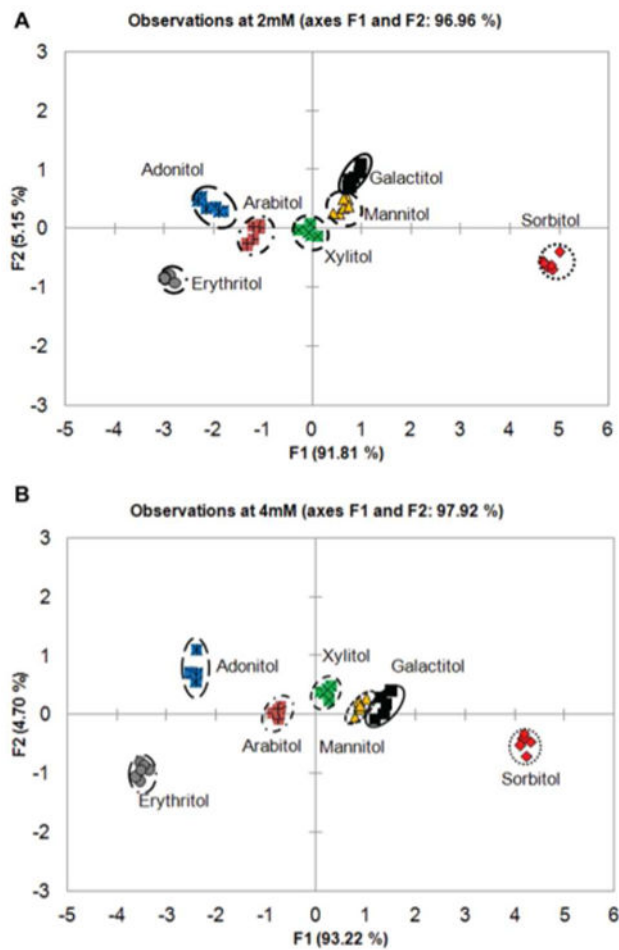 A
Observations at 2mM (axes F1 and F2: 96.96 %)
3
2
1
0
-1
-2
-3
F2 (5.15 %)
Adonitol
Arabitol
Galactitol
Mannitol
Xylitol
Erythritol
Sorbitol
-5 -4 -3 -2 -1 0 1 2 3 4 5 6
F1 (91.81 %)
B
Observations at 4mM (axes F1 and F2: 97.92 %)
3
2
1
0
-1
-2
-3
F2 (4.70 %)
Adonitol
Xylitol
Galactitol
Arabitol
Mannitol
Erythritol
Sorbitol
-5 -4 -3 -2 -1 0 1 2 3 4 5 6
F1 (93.22 %)